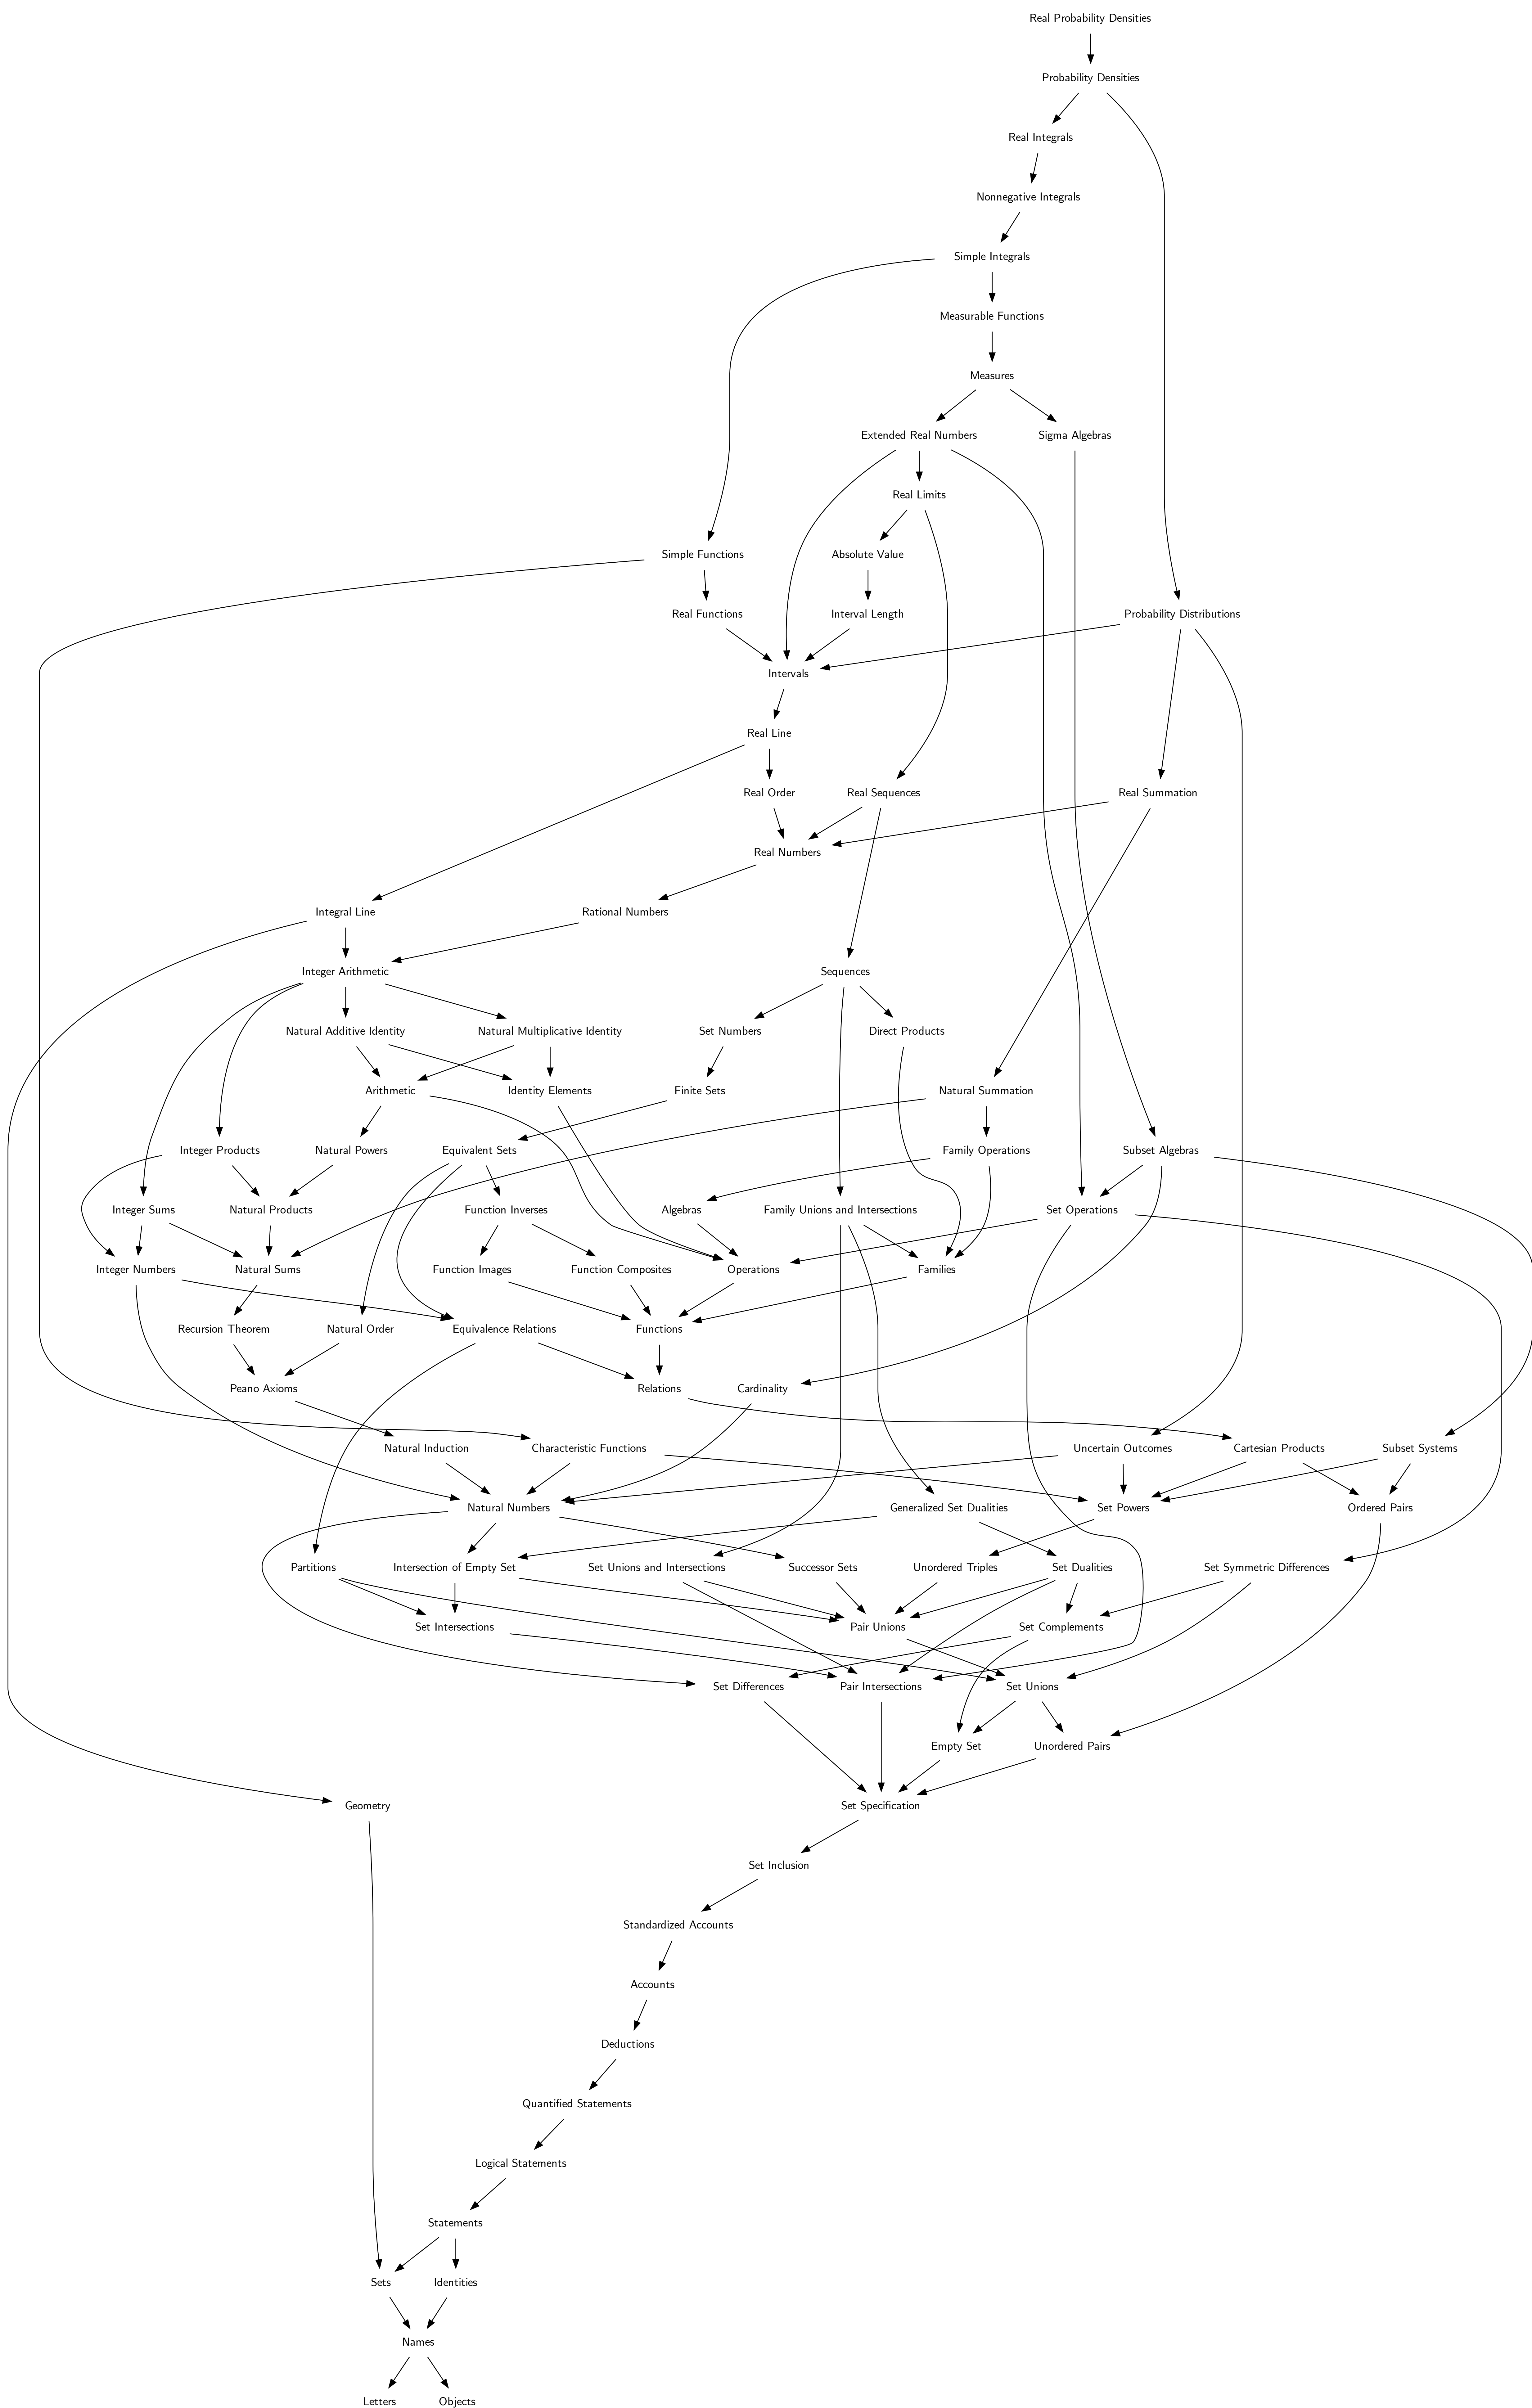 Real Probability Densities
Probability Densities
Real Integrals
Nonnegative Integrals
Simple Integrals
Measurable Functions
Measures
Extended Real Numbers
Sigma Algebras
Real Limits
Simple Functions
Absolute Value
Real Functions
Interval Length
Probability Distributions
Intervals
Real Line
Real Order
Real Sequences
Real Summation
Real Numbers
Integral Line
Rational Numbers
Integer Arithmetic
Sequences
Natural Additive Identity
Natural Multiplicative Identity
Set Numbers
Direct Products
Arithmetic
Identity Elements
Finite Sets
Natural Summation
Integer Products
Natural Powers
Equivalent Sets
Family Operations
Subset Algebras
Integer Sums
Natural Products
Function Inverses
Algebras
Family Unions and Intersections
Set Operations
Integer Numbers
Natural Sums
Function Images
Function Composites
Operations
Families
Recursion Theorem
Natural Order
Equivalence Relations
Functions
Peano Axioms
Relations
Cardinality
Natural Induction
Characteristic Functions
Uncertain Outcomes
Cartesian Products
Subset Systems
Natural Numbers
Generalized Set Dualities
Set Powers
Ordered Pairs
Partitions
Intersection of Empty Set
Set Unions and Intersections
Successor Sets
Unordered Triples
Set Dualities
Set Symmetric Differences
Set Intersections
Pair Unions
Set Complements
Set Differences
Pair Intersections
Set Unions
Empty Set
Unordered Pairs
Geometry
Set Specification
Set Inclusion
Standardized Accounts
Accounts
Deductions
Quantified Statements
Logical Statements
Statements
Sets
Identities
Names
Letters
Objects